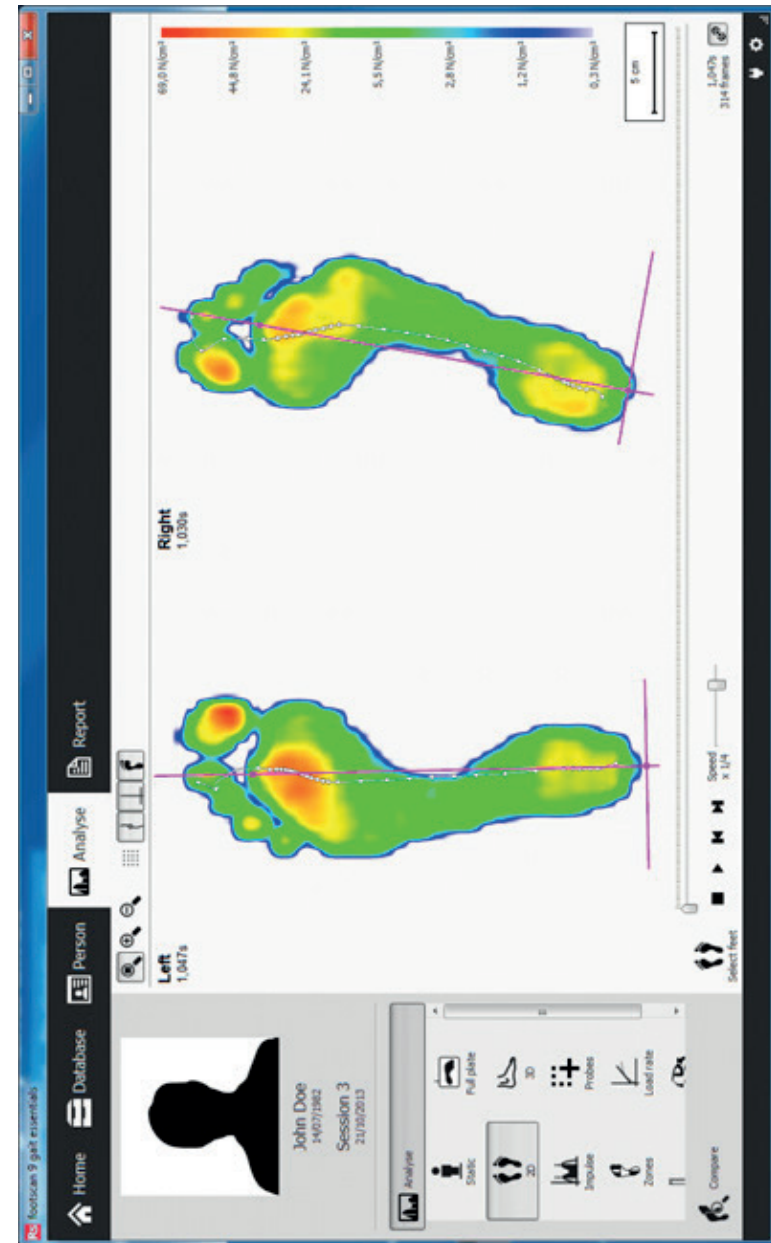 RS footscan 9 gait essentials
Home
Database
Person
Analyse
Report
John Doe
14/07/1982
Session 3
21/10/2013
Analyse
Static
Full plate
2D
3D
Impulse
Probes
Zones
Load rate
Compare
Left
1,047s
Right
1,030s
69,0 N/cm²
44,8 N/cm²
24,1 N/cm²
5,5 N/cm²
2,8 N/cm²
1,2 N/cm²
0,3 N/cm²
5 cm
Select feet
Speed
x 1/4
1,047s
314 frames